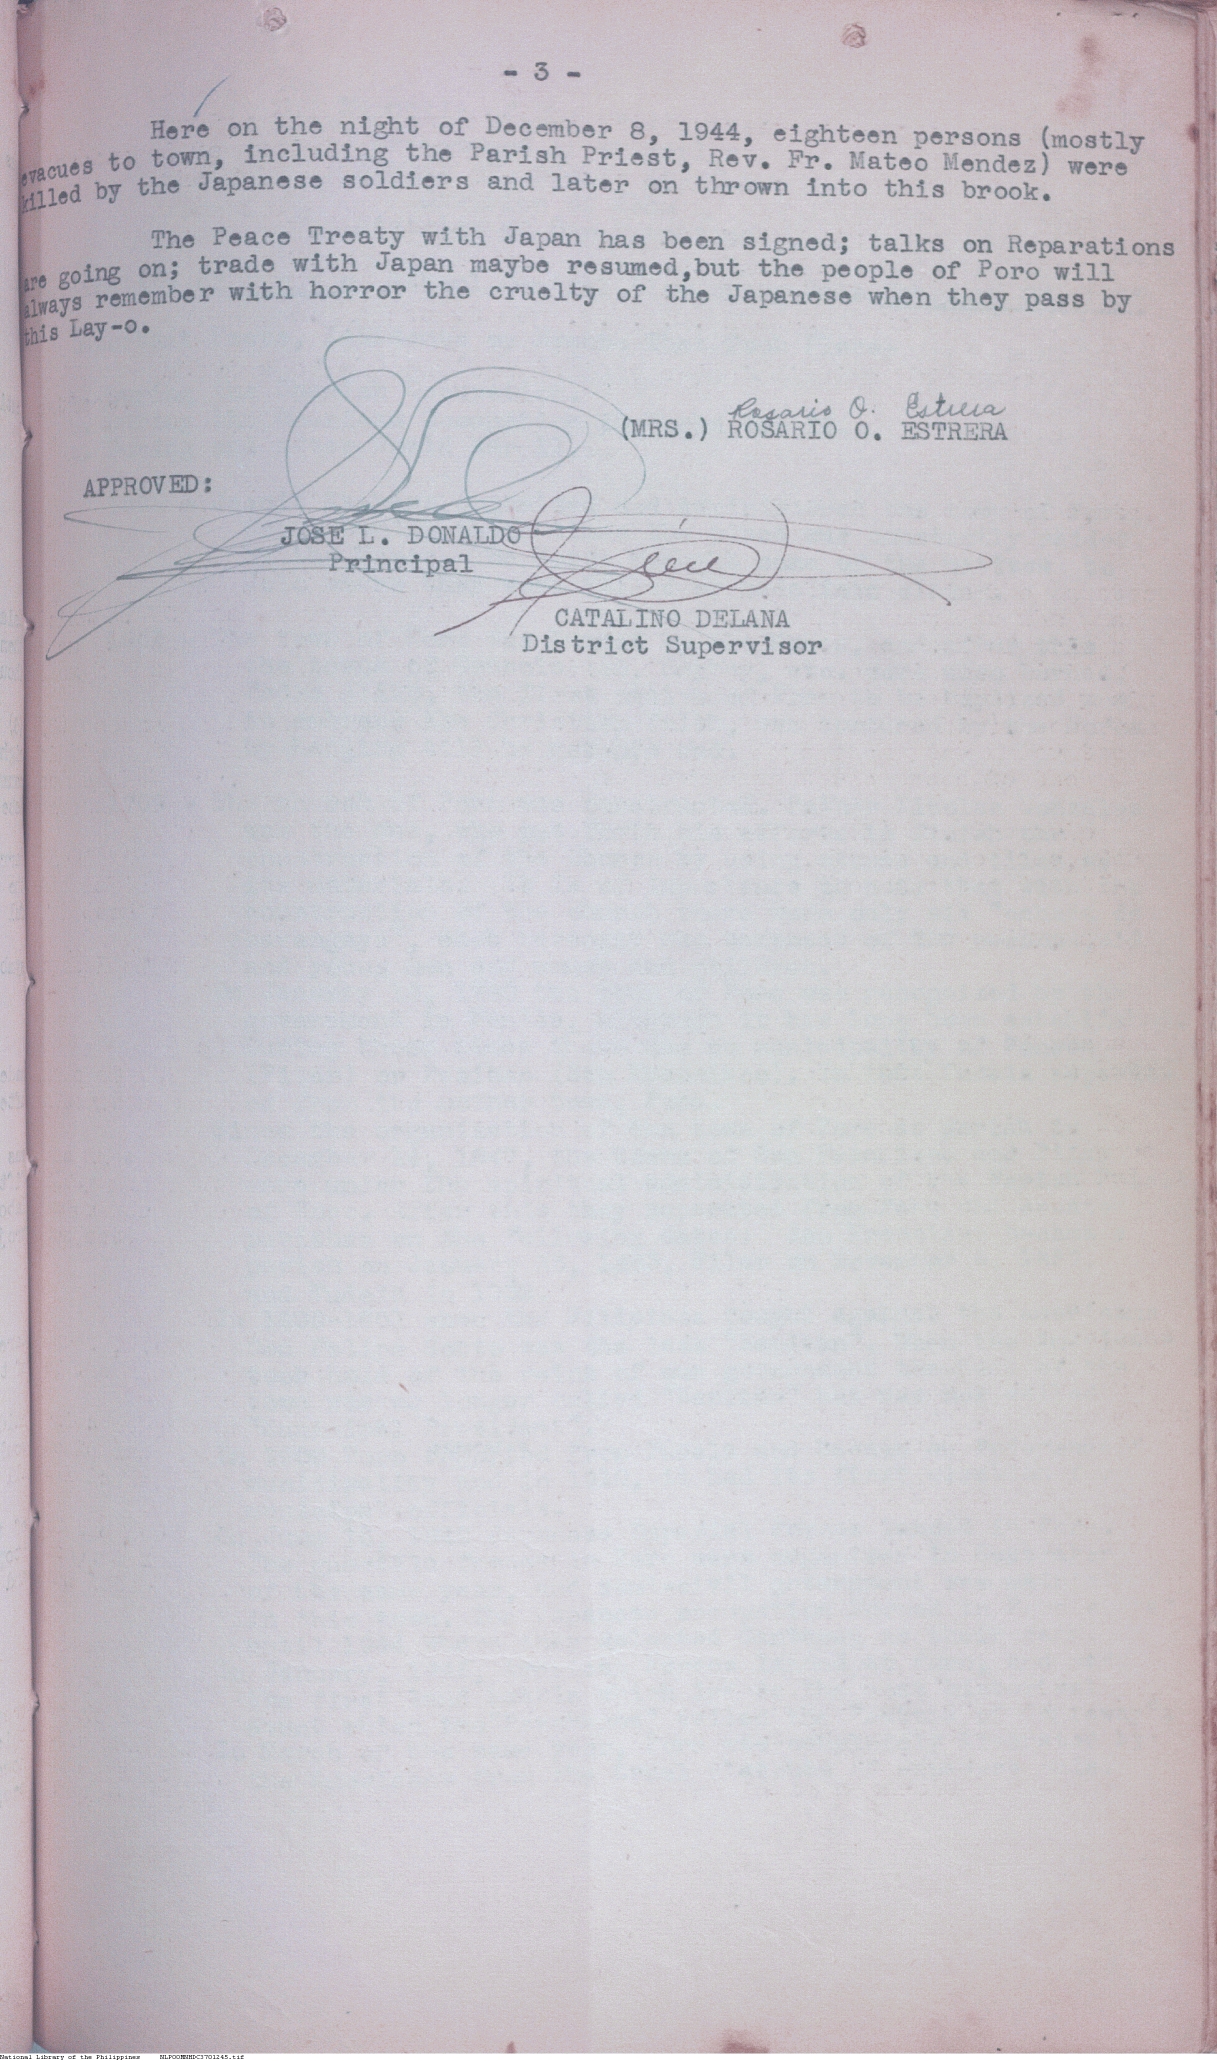 - 3 -
Here on the night of December 8, 1944, eighteen persons (mostly
evacues to town, including the Parish Priest, Rev. Fr. Mateo Mendez) were
killed by the Japanese soldiers and later on thrown into this brook.
The Peace Treaty with Japan has been signed; talks on Reparations
are going on; trade with Japan maybe resumed,but the people of Poro will
always remember with horror the cruelty of the Japanese when they pass by
this Lay-o.
Rosario O. Estrera
(MRS.) ROSARIO O. ESTRERA
APPROVED:
JOSE L. DONALDO
Principal
CATALINO DELANA
District Supervisor
National Library of the Philippines NLPOOMNHDC3701245.tif